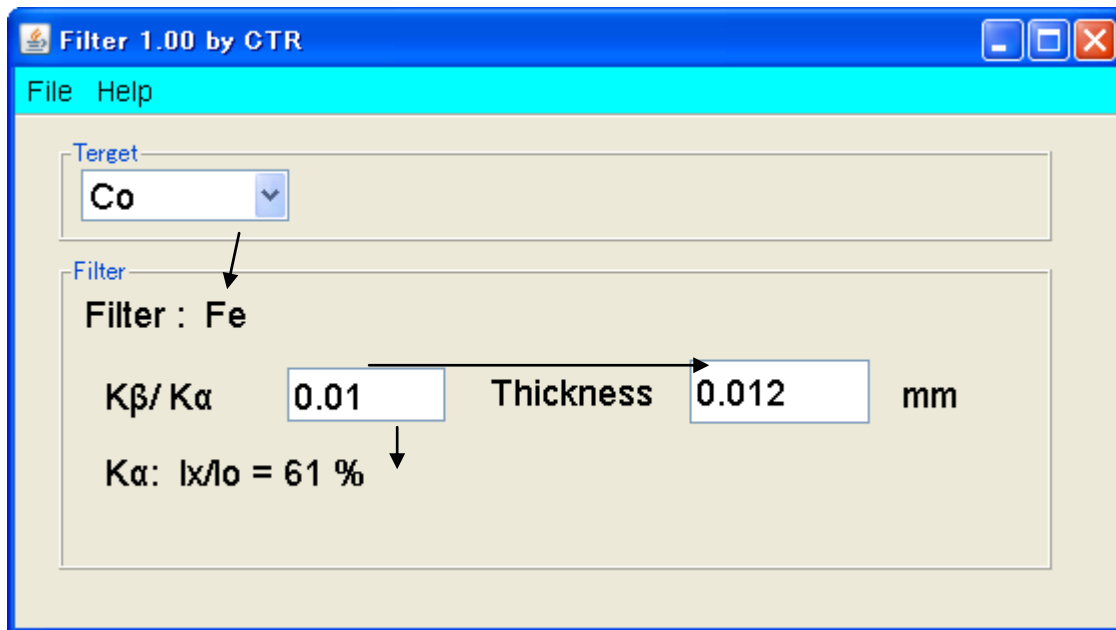 Filter 1.00 by CTR
File Help
Terget
Co
Filter
Filter : Fe
Kβ/ Kα 0.01 Thickness 0.012 mm
Kα: Ix/Io = 61 %